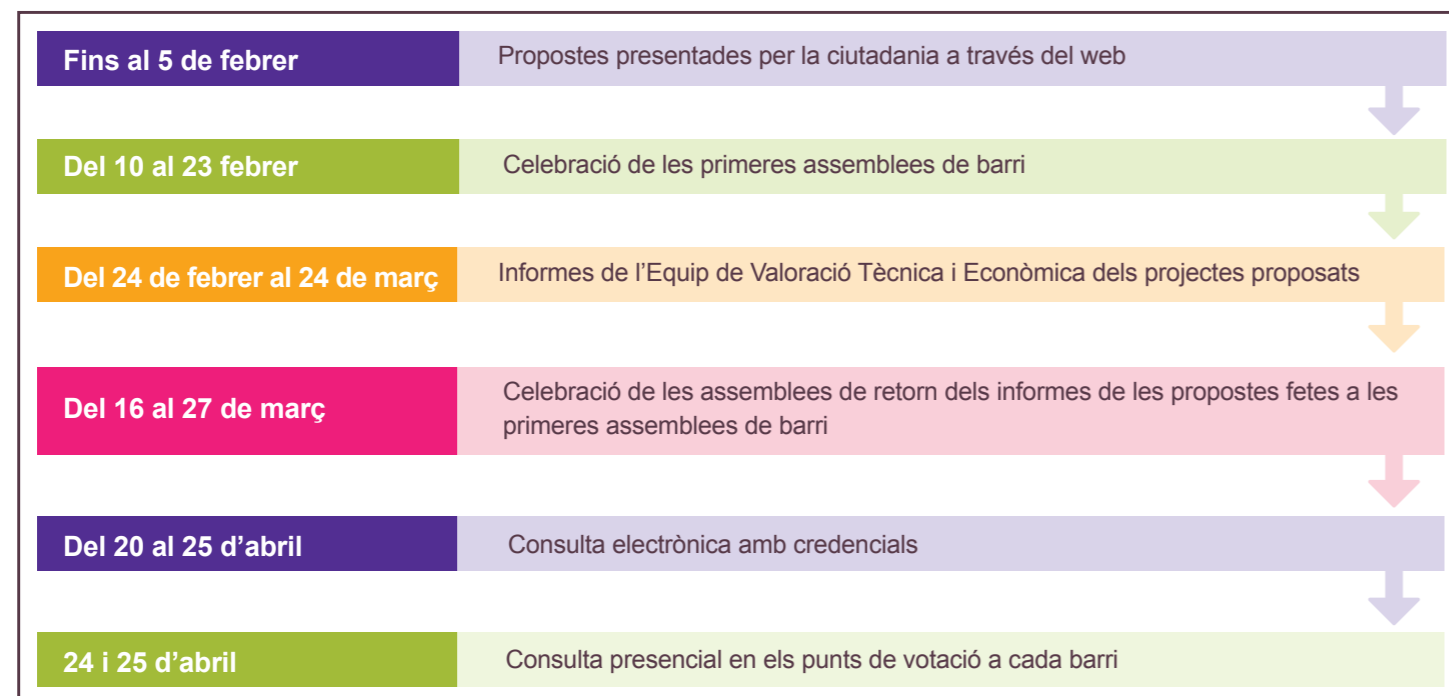 Fins al 5 de febrer
Propostes presentades per la ciutadania a través del web
Del 10 al 23 febrer
Celebració de les primeres assemblees de barri
Del 24 de febrer al 24 de març
Informes de l’Equip de Valoració Tècnica i Econòmica dels projectes proposats
Del 16 al 27 de març
Celebració de les assemblees de retorn dels informes de les propostes fetes a les
primeres assemblees de barri
Del 20 al 25 d’abril
Consulta electrònica amb credencials
24 i 25 d’abril
Consulta presencial en els punts de votació a cada barri